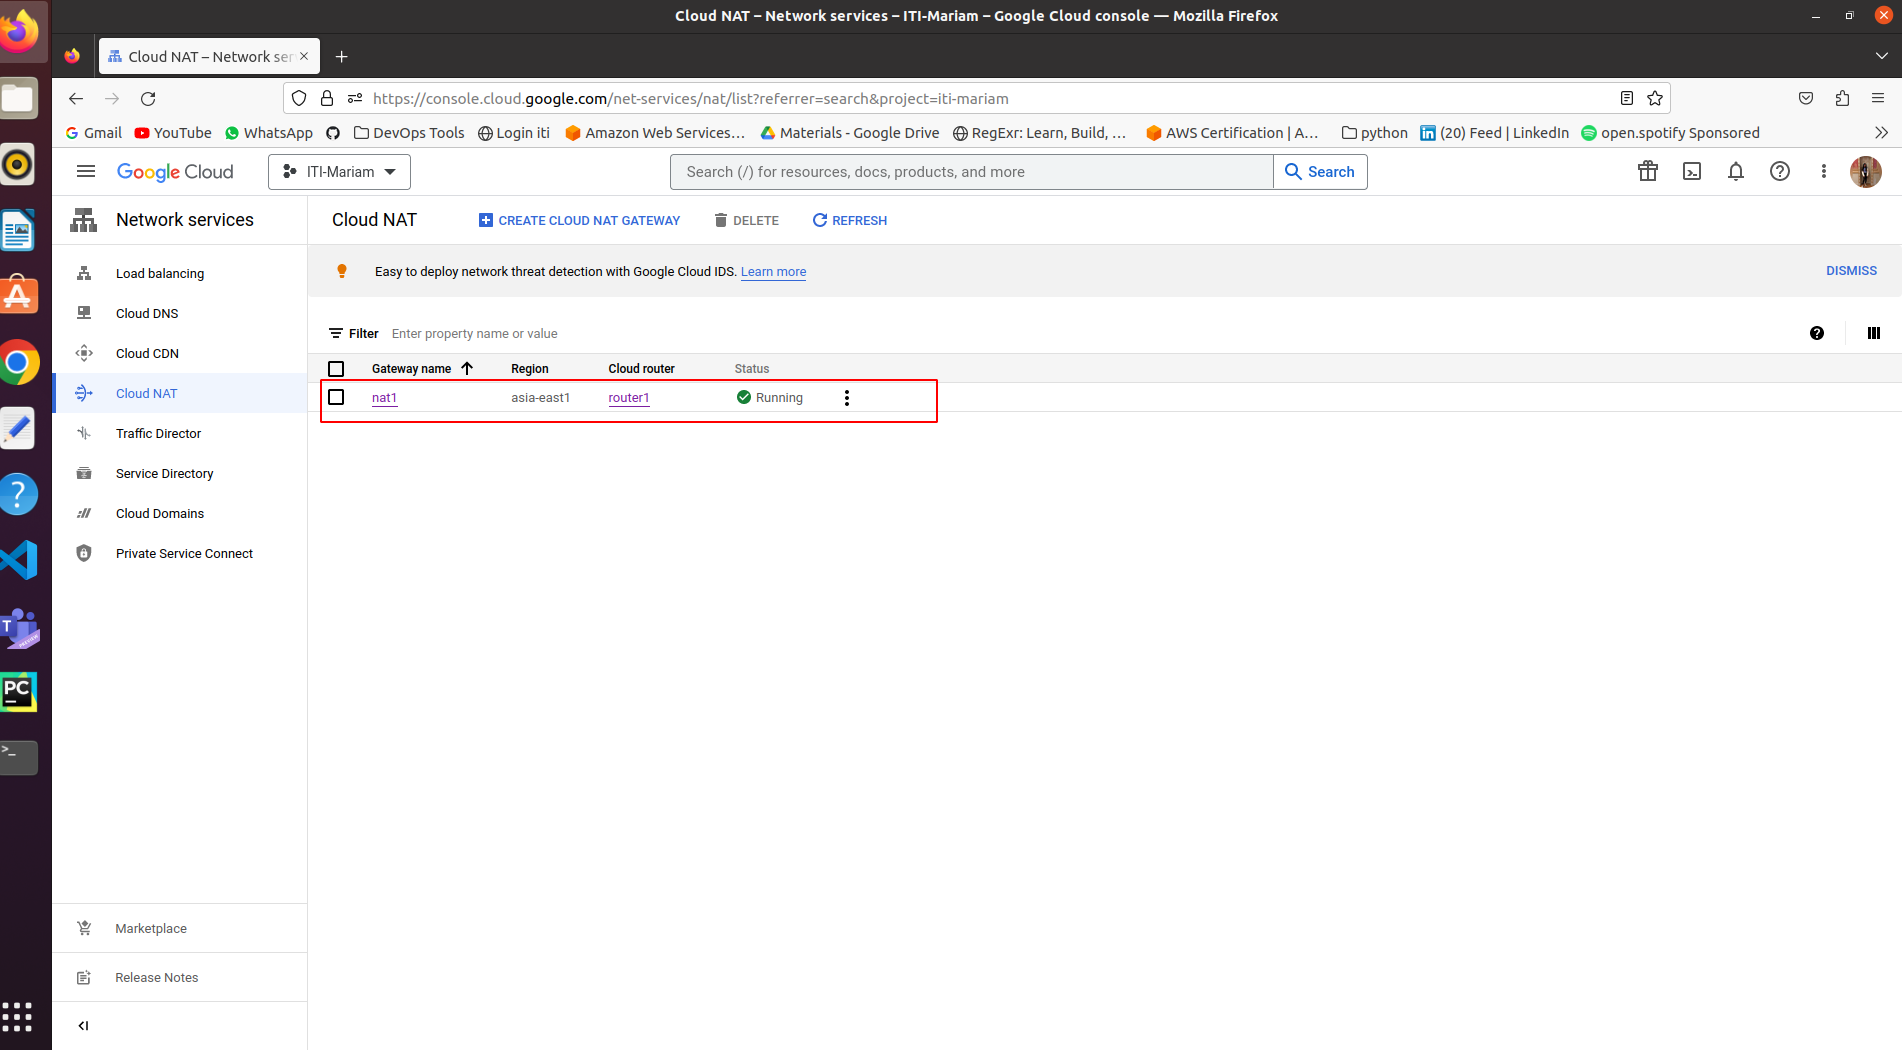 Cloud NAT – Network services – ITI-Mariam – Google Cloud console — Mozilla Firefox
Cloud NAT – Network ser
https://console.cloud.google.com/net-services/nat/list?referrer=search&project=iti-mariam
Gmail YouTube WhatsApp DevOps Tools Login iti Amazon Web Services… Materials - Google Drive RegExr: Learn, Build, … AWS Certification | A… python (20) Feed | LinkedIn open.spotify Sponsored
Google Cloud ITI-Mariam Search (/) for resources, docs, products, and more Search
Network services
Load balancing
Cloud DNS
Cloud CDN
Cloud NAT
Traffic Director
Service Directory
Cloud Domains
Private Service Connect
Marketplace
Release Notes
Cloud NAT CREATE CLOUD NAT GATEWAY DELETE REFRESH
Easy to deploy network threat detection with Google Cloud IDS. Learn more DISMISS
Filter Enter property name or value
Gateway name Region Cloud router Status
nat1 asia-east1 router1 Running
T
PREVIEW
PC
>_